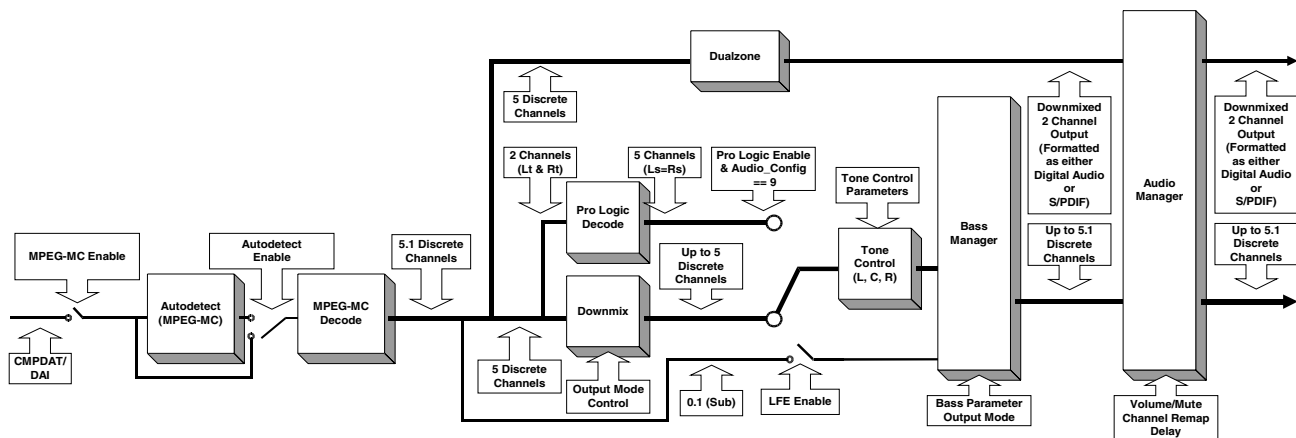 Dualzone
5 Discrete
Channels
2 Channels
(Lt & Rt)
5 Channels
(Ls=Rs)
Pro Logic Enable
& Audio_Config
== 9
Pro Logic
Decode
Tone Control
Parameters
Tone
Control
(L, C, R)
Bass
Manager
Downmixed
2 Channel
Output
(Formatted
as either
Digital Audio
or
S/PDIF)
Audio
Manager
Downmixed
2 Channel
Output
(Formatted
as either
Digital Audio
or
S/PDIF)
MPEG-MC Enable
Autodetect
Enable
5.1 Discrete
Channels
Up to 5
Discrete
Channels
Up to 5.1
Discrete
Channels
Up to 5.1
Discrete
Channels
Autodetect
(MPEG-MC)
MPEG-MC
Decode
Downmix
CMPDAT/
DAI
5 Discrete
Channels
Output Mode
Control
0.1 (Sub)
LFE Enable
Bass Parameter
Output Mode
Volume/Mute
Channel Remap
Delay